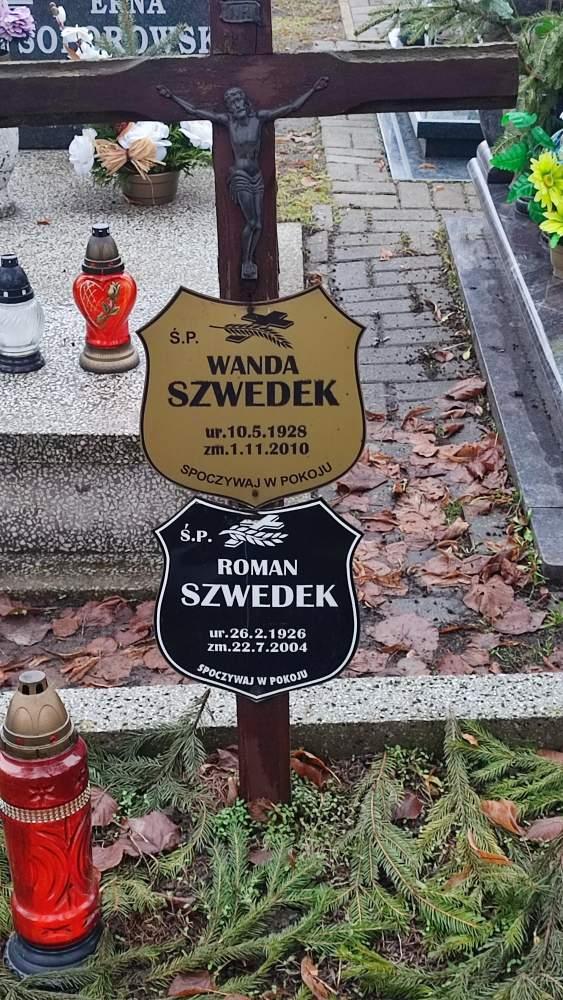 ERNA
Ś.P.
WANDA
SZWEDEK
ur.10.5.1928
zm.1.11.2010
SPOCZYWAJ W POKOJU
Ś.P.
ROMAN
SZWEDEK
ur.26.2.1926
zm.22.7.2004
SPOCZYWAJ W POKOJU